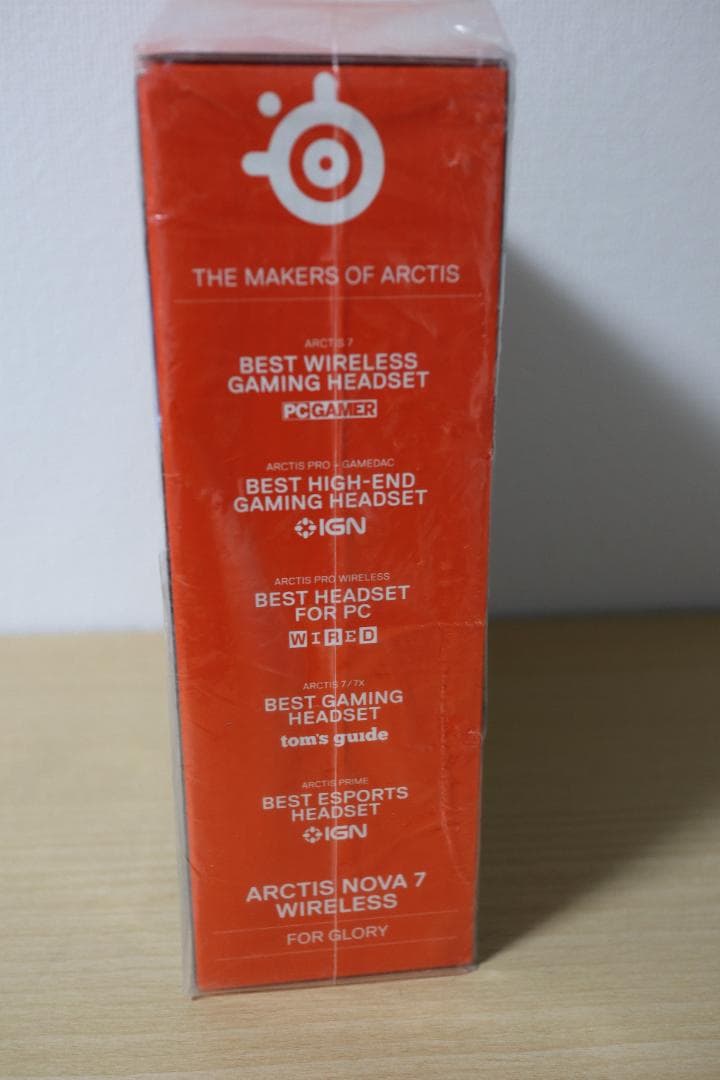 THE MAKERS OF ARCTIS
ARCTIS 7
BEST WIRELESS
GAMING HEADSET
PC GAMER
ARCTIS PRO + GAMEDAC
BEST HIGH-END
GAMING HEADSET
IGN
ARCTIS PRO WIRELESS
BEST HEADSET
FOR PC
WIRED
ARCTIS 7/7X
BEST GAMING
HEADSET
tom's guide
ARCTIS PRIME
BEST ESPORTS
HEADSET
IGN
ARCTIS NOVA 7
WIRELESS
FOR GLORY